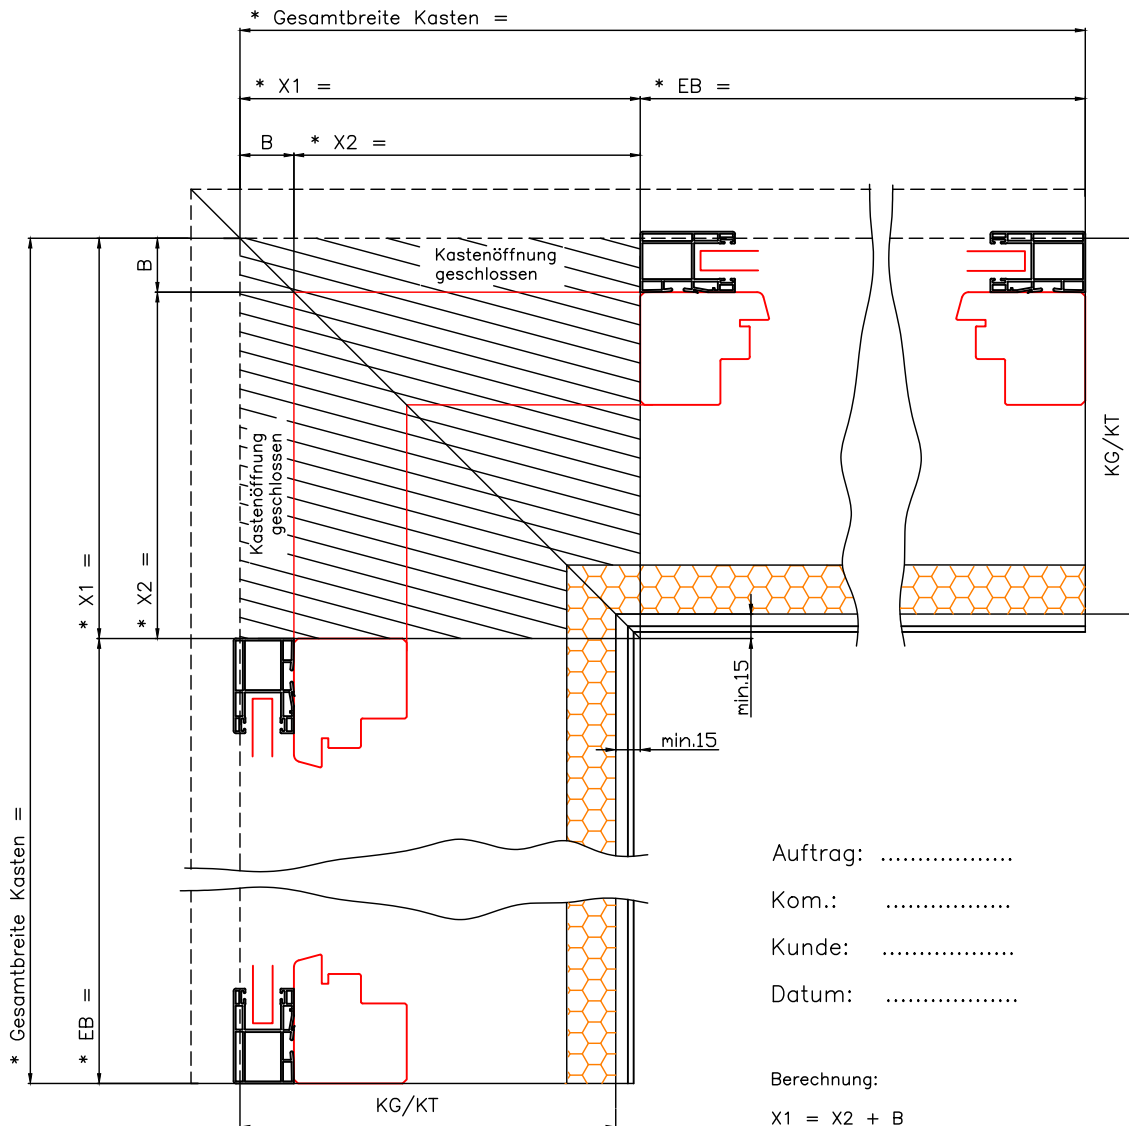 * Gesamtbreite Kasten =
* X1 =
* EB =
B
* X2 =
Kastenöffnung
geschlossen
B
Kastenöffnung
geschlossen
* X1 =
* X2 =
KG/KT
min.15
min.15
* Gesamtbreite Kasten =
* EB =
KG/KT
Auftrag: ..................
Kom.: .................
Kunde: ..................
Datum: ..................
Berechnung:
X1 = X2 + B